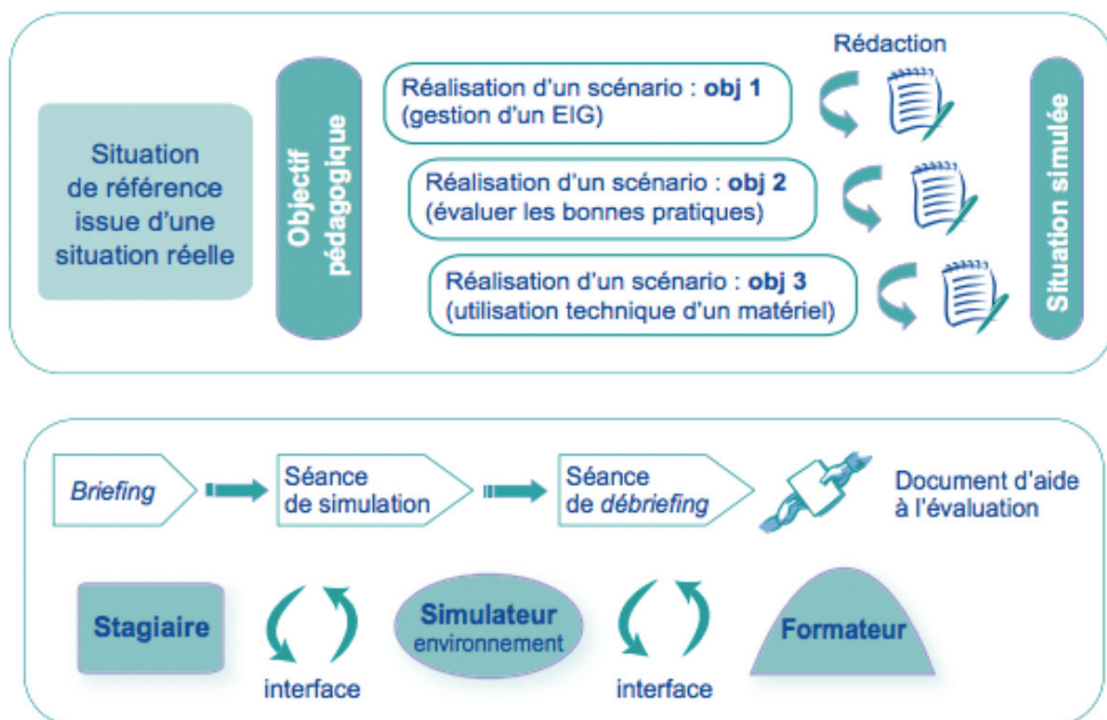 Rédaction
Situation
de référence
issue d'une
situation réelle
Objectif
pédagogique
Réalisation d'un scénario : obj 1
(gestion d'un EIG)
Réalisation d'un scénario : obj 2
(évaluer les bonnes pratiques)
Réalisation d'un scénario : obj 3
(utilisation technique d'un matériel)
Situation simulée
Briefing
Séance
de simulation
Séance
de débriefing
Document d'aide
à l'évaluation
Stagiaire
interface
Simulateur
environnement
interface
Formateur